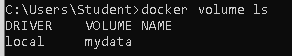 C:\Users\Student>docker volume ls
DRIVER    VOLUME NAME
local     mydata